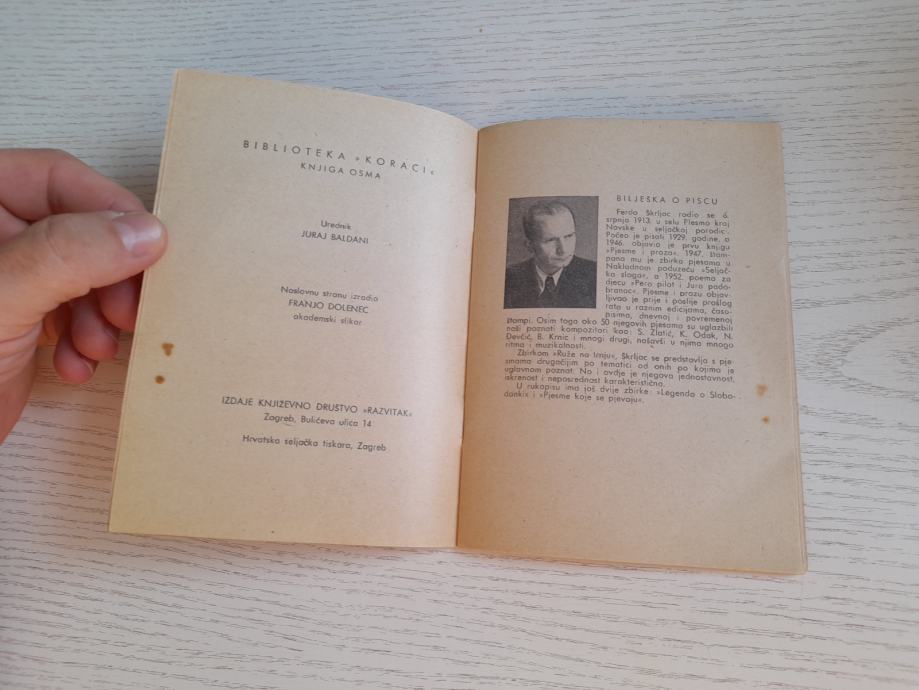 BIBLIOTEKA »KORACI«
KNJIGA OSMA
Urednik
JURAJ BALDANI
Naslovnu stranu izradio
FRANJO DOLENEC
akademski slikar
IZDAJE KNJIŽEVNO DRUŠTVO »RAZVITAK«
Zagreb, Bulićeva ulica 14
Hrvatska seljačka tiskara, Zagreb
BILJEŠKA O PISCU
Ferdo Škrljac rodio se 6.
srpnja 1913. u selu Plesmo kraj
Novske u seljačkoj porodici.
Počeo je pisati 1929. godine, a
1946. objavio je prvu knjigu
»Pjesme i proza«. 1947. štam-
pana mu je zbirka pjesama u
Nakladnom poduzeću »Seljač-
ka sloga«, a 1952. poema za
djecu »Pero pilot i Jura pado-
branac«. Pjesme i prozu objav-
ljivao je prije i poslije prošlog
rata u raznim edicijama, časo-
pisima, dnevnoj i povremenoj
štampi. Osim toga oko 50 njegovih pjesama su uglazbili
naši poznati kompozitori kao: S. Zlatić, K. Odak, N.
Devčić, B. Krnic i mnogi drugi, našavši u njima mnogo
ritma i muzikalnosti.
Zbirkom »Ruže na trnju«, Škrljac se predstavlja s pje-
smama drugačijim po tematici od onih po kojima je
uglavnom poznat. No i ovdje je njegova jednostavnost,
iskrenost i neposrednost karakteristična.
U rukopisu ima još dvije zbirke: »Legenda o Slobo-
danki« i »Pjesme koje se pjevaju«.